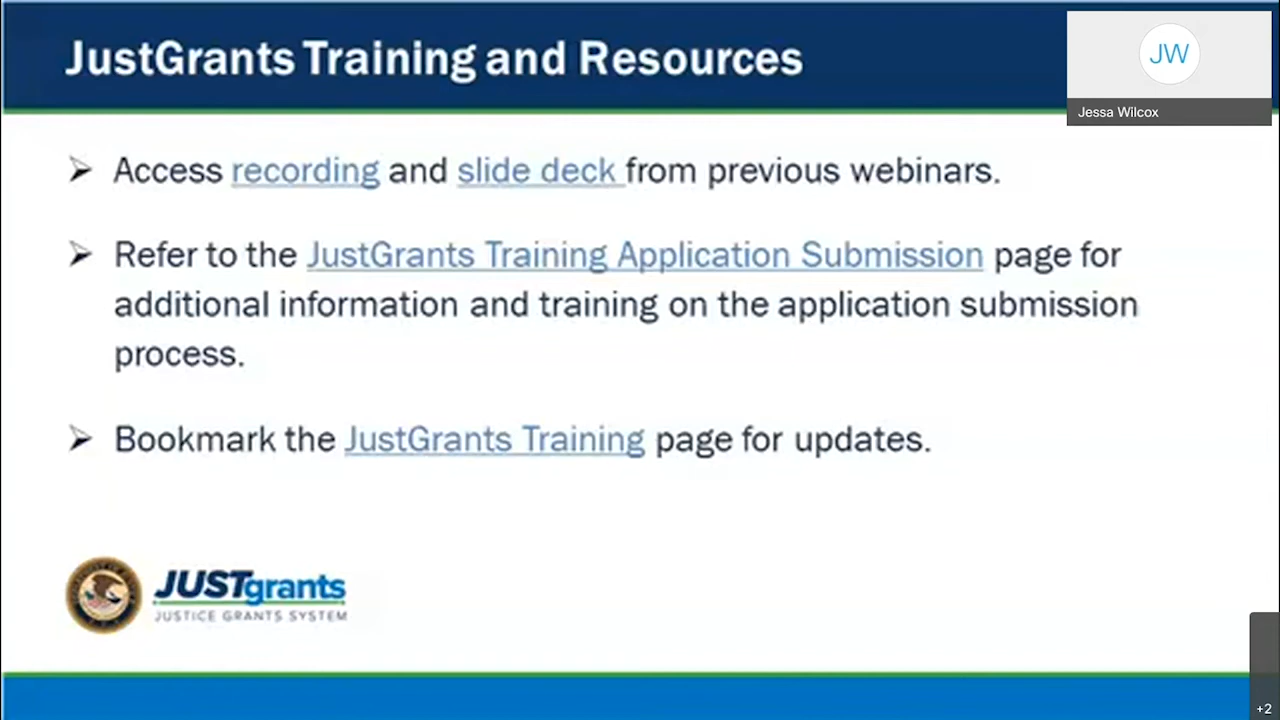 JustGrants Training and Resources
JW
Jessa Wilcox
➢ Access recording and slide deck from previous webinars.
➢ Refer to the JustGrants Training Application Submission page for
additional information and training on the application submission
process.
➢ Bookmark the JustGrants Training page for updates.
JUSTgrants
JUSTICE GRANTS SYSTEM
+2